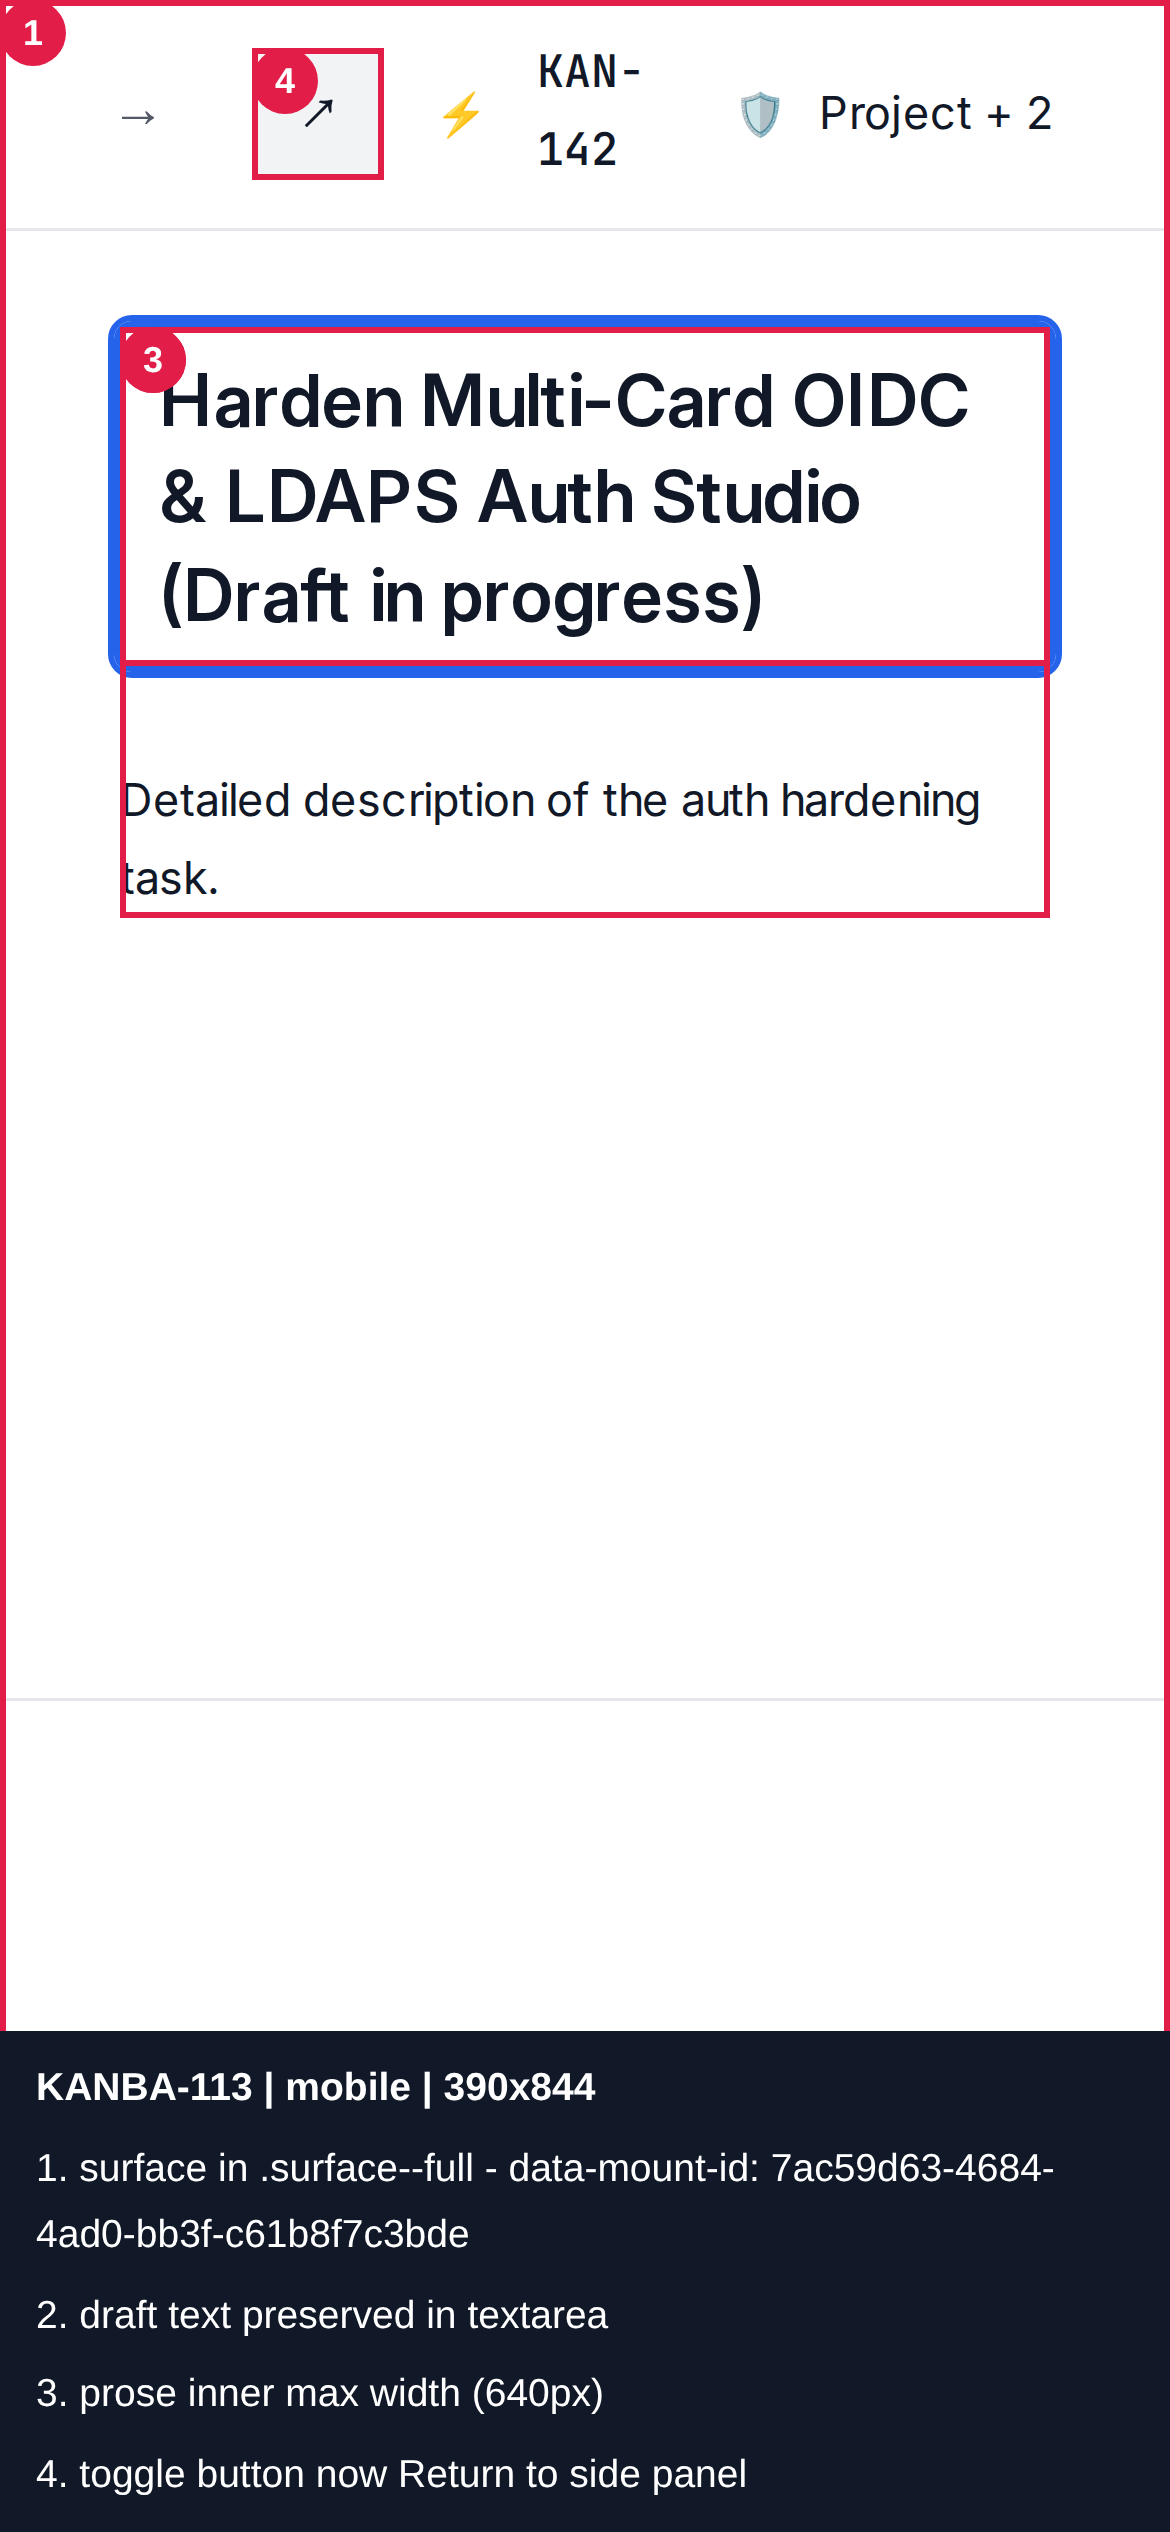 1
4
→ ↗ ⚡ KAN-
142
🛡️ Project + 2
3
Harden Multi-Card OIDC
& LDAPS Auth Studio
(Draft in progress)
Detailed description of the auth hardening
task.
KANBA-113 | mobile | 390x844
1. surface in .surface--full - data-mount-id: 7ac59d63-4684-
4ad0-bb3f-c61b8f7c3bde
2. draft text preserved in textarea
3. prose inner max width (640px)
4. toggle button now Return to side panel